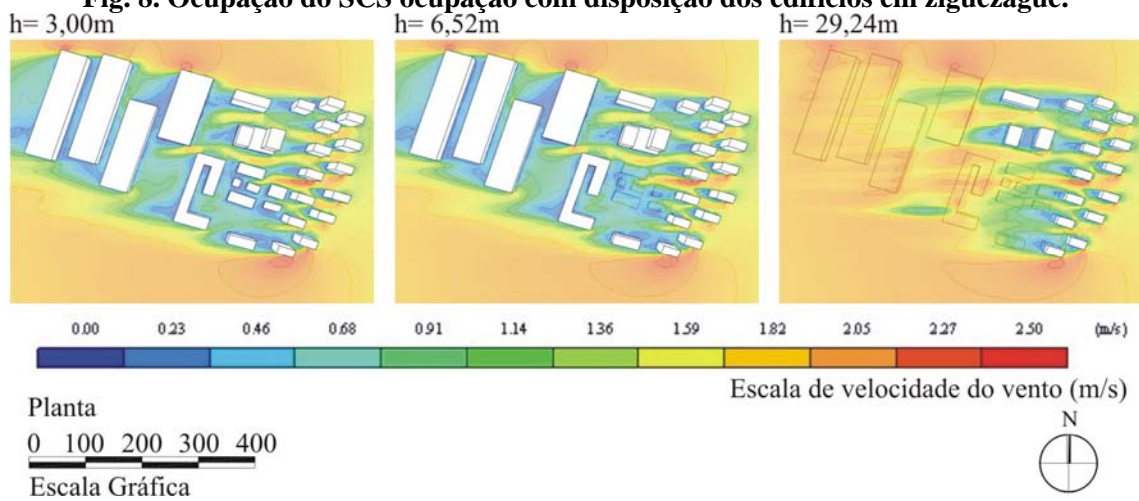 Fig. 8. Ocupação do SCS ocupação com disposição dos edifícios em ziguezague.
h= 3,00m h= 6,52m h= 29,24m
0.00 0.23 0.46 0.68 0.91 1.14 1.36 1.59 1.82 2.05 2.27 2.50 (m/s)
Escala de velocidade do vento (m/s)
Planta
N
0 100 200 300 400
Escala Gráfica